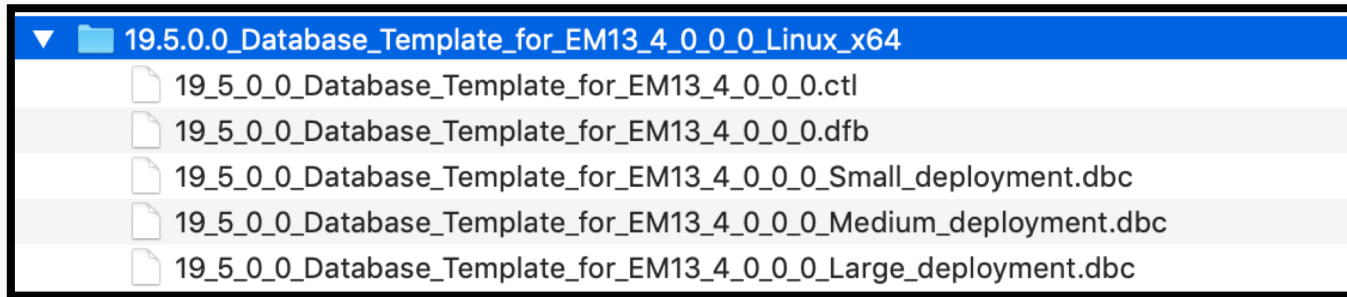 19.5.0.0_Database_Template_for_EM13_4_0_0_0_Linux_x64
19_5_0_0_Database_Template_for_EM13_4_0_0_0.ctl
19_5_0_0_Database_Template_for_EM13_4_0_0_0.dfb
19_5_0_0_Database_Template_for_EM13_4_0_0_0_Small_deployment.dbc
19_5_0_0_Database_Template_for_EM13_4_0_0_0_Medium_deployment.dbc
19_5_0_0_Database_Template_for_EM13_4_0_0_0_Large_deployment.dbc